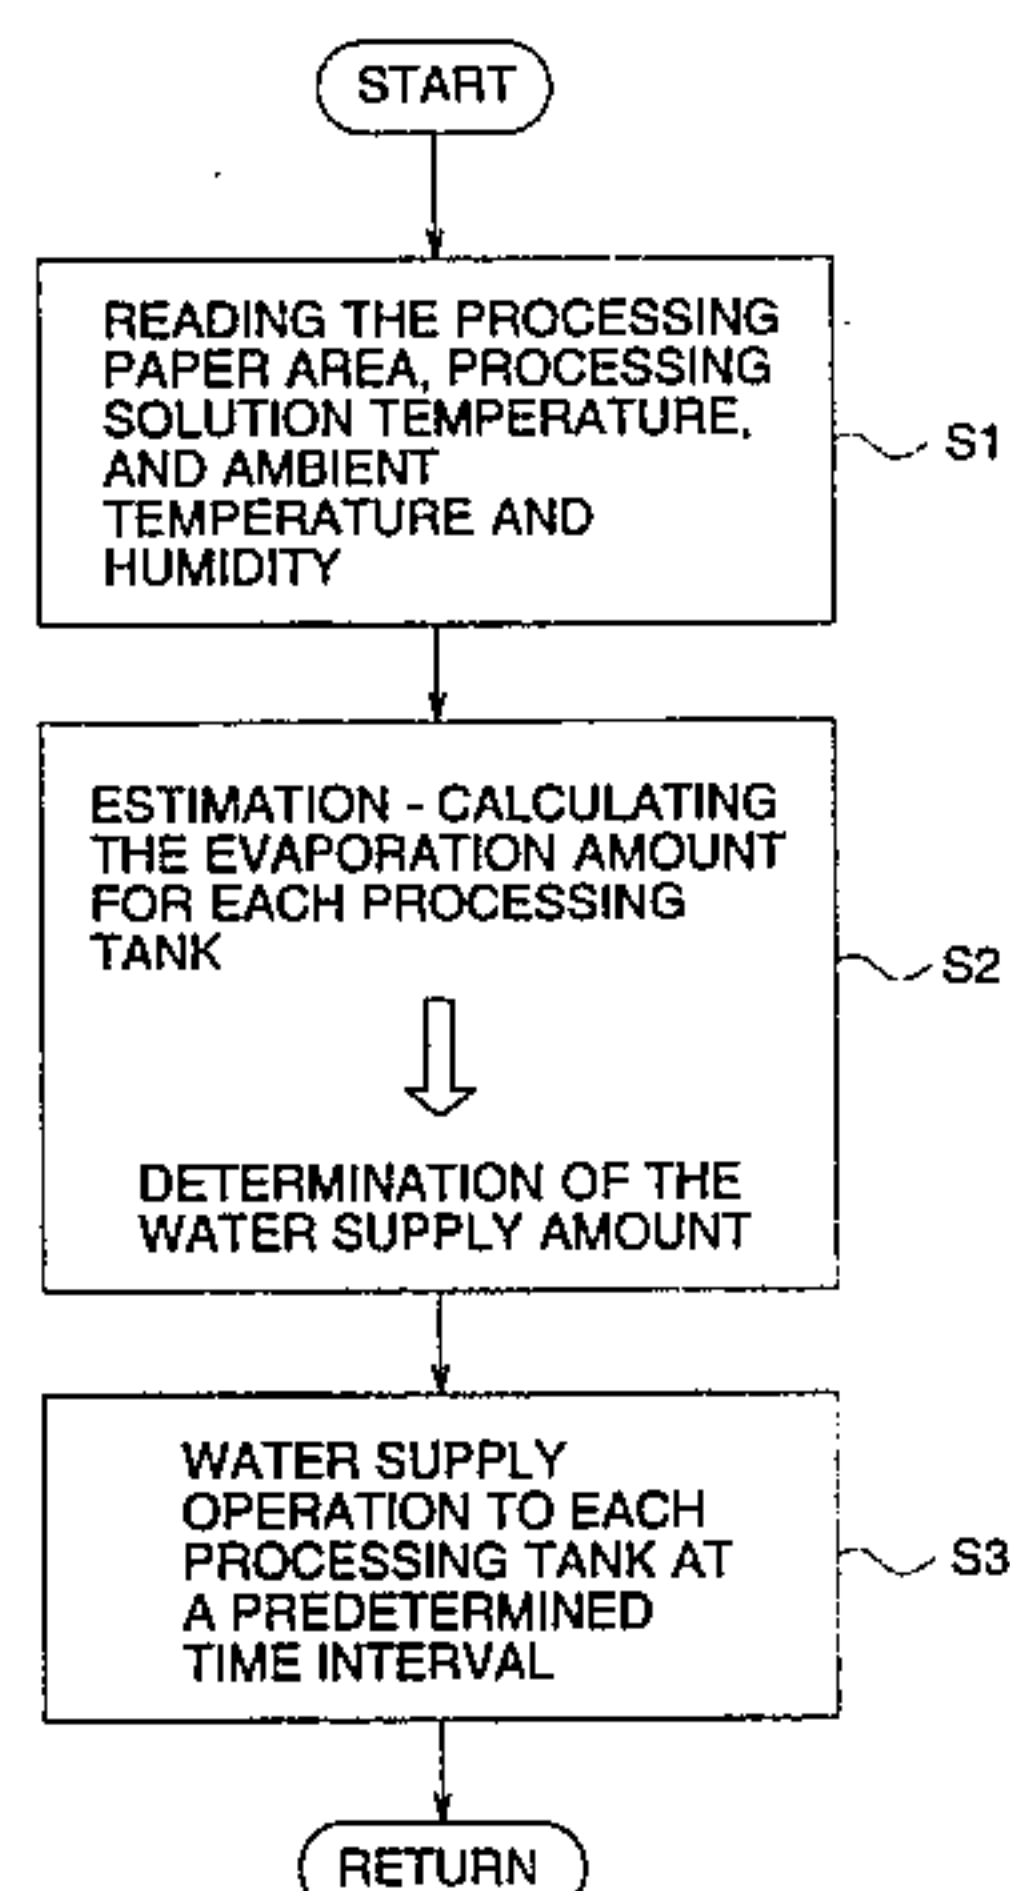 START
READING THE PROCESSING
PAPER AREA, PROCESSING
SOLUTION TEMPERATURE,
AND AMBIENT
TEMPERATURE AND
HUMIDITY
S1
ESTIMATION - CALCULATING
THE EVAPORATION AMOUNT
FOR EACH PROCESSING
TANK
S2
DETERMINATION OF THE
WATER SUPPLY AMOUNT
WATER SUPPLY
OPERATION TO EACH
PROCESSING TANK AT
A PREDETERMINED
TIME INTERVAL
S3
RETURN